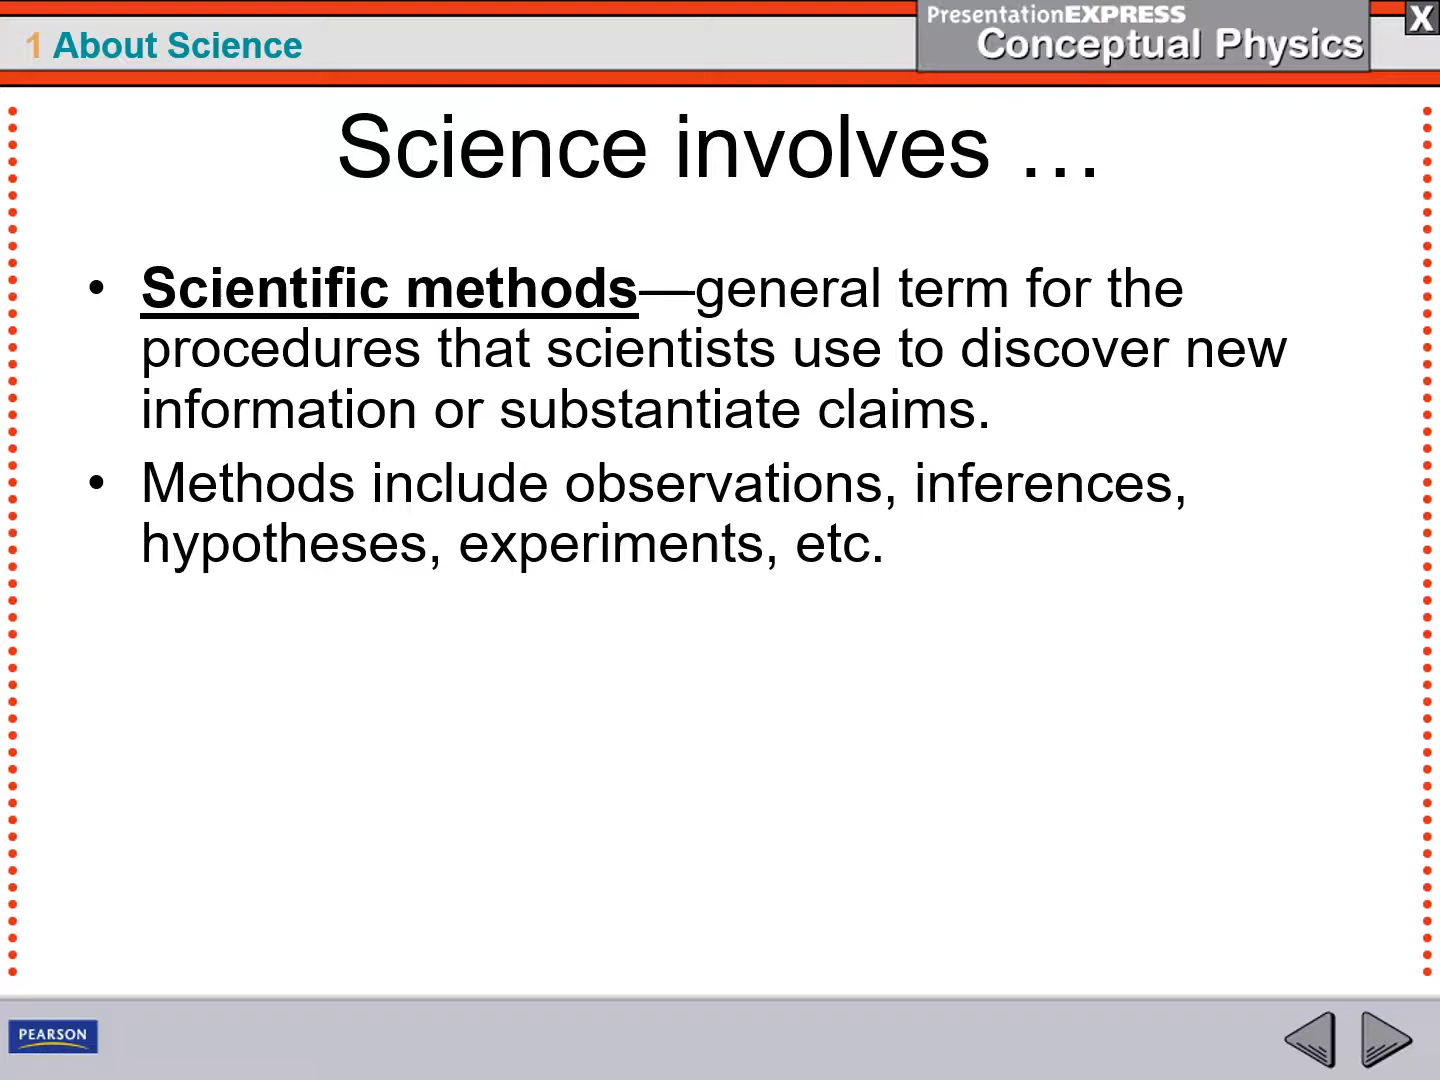 1 About Science
PresentationEXPRESS
Conceptual Physics
X
Science involves …
• Scientific methods—general term for the
procedures that scientists use to discover new
information or substantiate claims.
• Methods include observations, inferences,
hypotheses, experiments, etc.
PEARSON